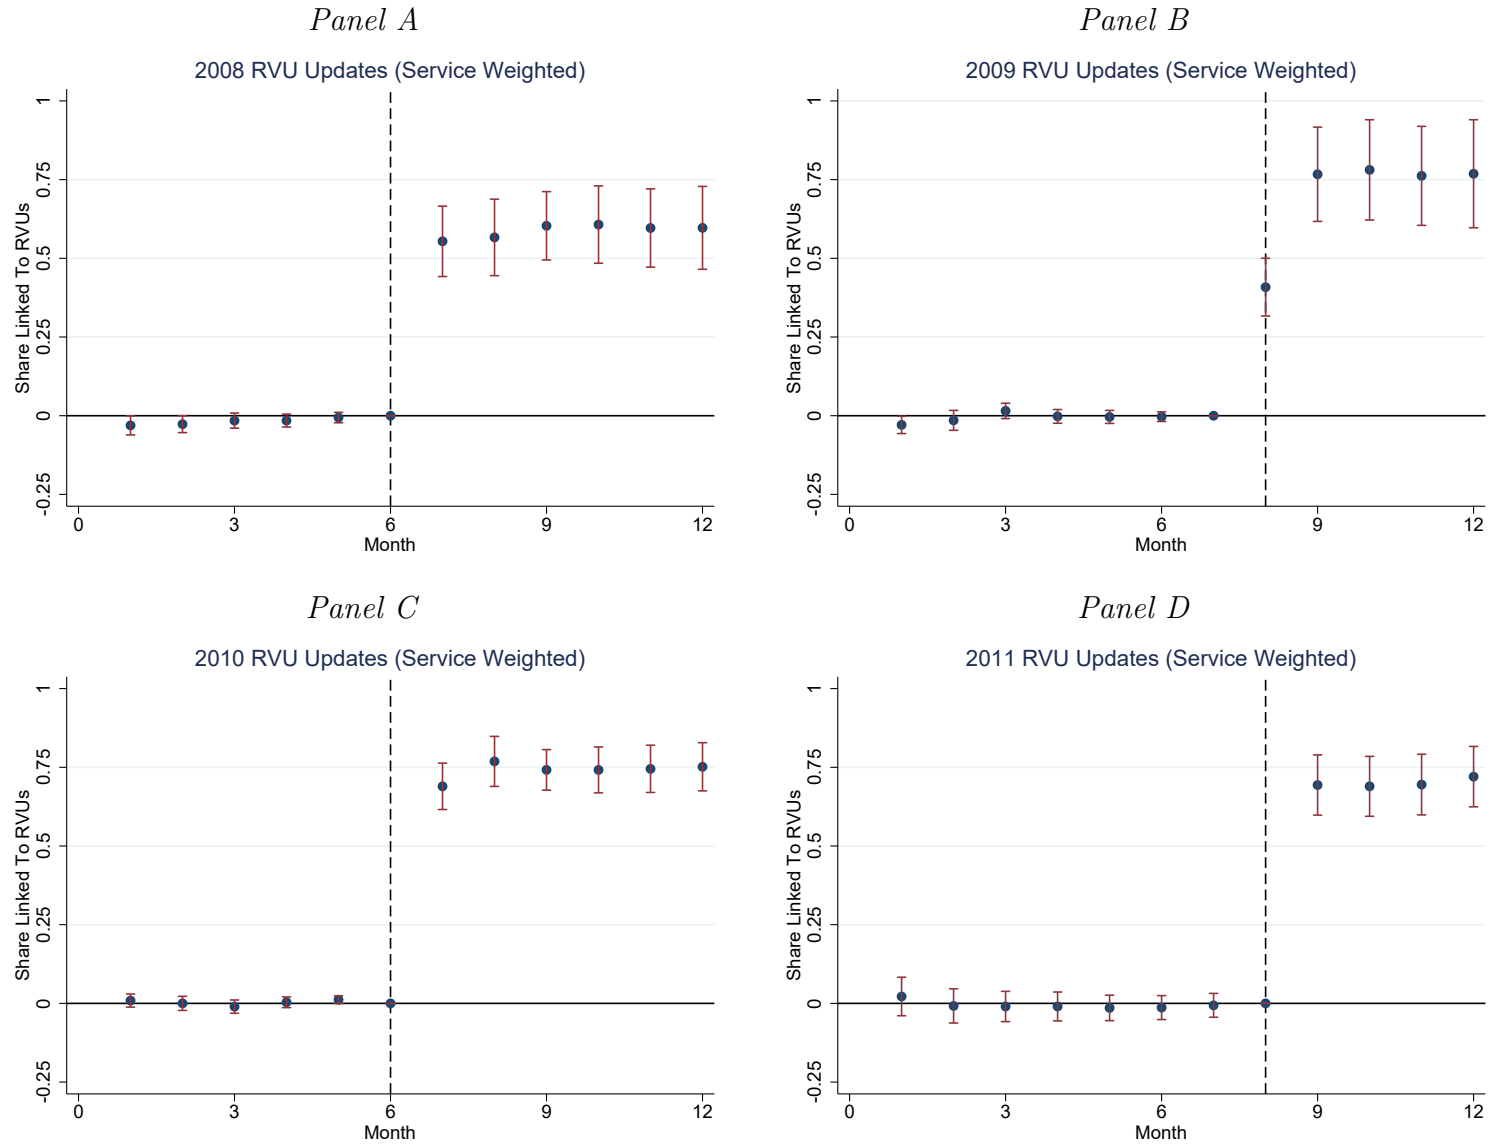 Panel A
2008 RVU Updates (Service Weighted)
Share Linked To RVUs
1
0.75
0.5
0.25
0
-0.25
0 3 6 9 12
Month
Panel B
2009 RVU Updates (Service Weighted)
Share Linked To RVUs
1
0.75
0.5
0.25
0
-0.25
0 3 6 9 12
Month
Panel C
2010 RVU Updates (Service Weighted)
Share Linked To RVUs
1
0.75
0.5
0.25
0
-0.25
0 3 6 9 12
Month
Panel D
2011 RVU Updates (Service Weighted)
Share Linked To RVUs
1
0.75
0.5
0.25
0
-0.25
0 3 6 9 12
Month